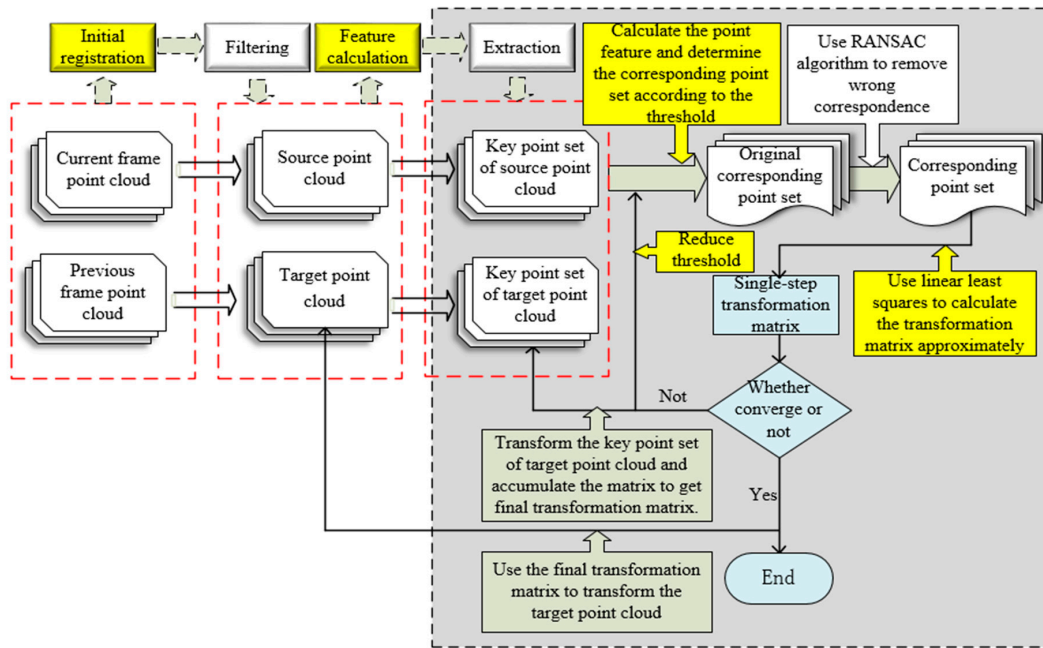 Initial
registration
Filtering
Feature
calculation
Extraction
Calculate the point
feature and determine
the corresponding point
set according to the
threshold
Use RANSAC
algorithm to remove
wrong
correspondence
Current frame
point cloud
Source point
cloud
Key point set
of source point
cloud
Original
corresponding
point set
Corresponding
point set
Previous
frame point
cloud
Target point
cloud
Key point set
of target point
cloud
Reduce
threshold
Single-step
transformation
matrix
Use linear least
squares to calculate
the transformation
matrix approximately
Not
Whether
converge or
not
Transform the key point set
of target point cloud and
accumulate the matrix to get
final transformation matrix.
Yes
Use the final transformation
matrix to transform the
target point cloud
End